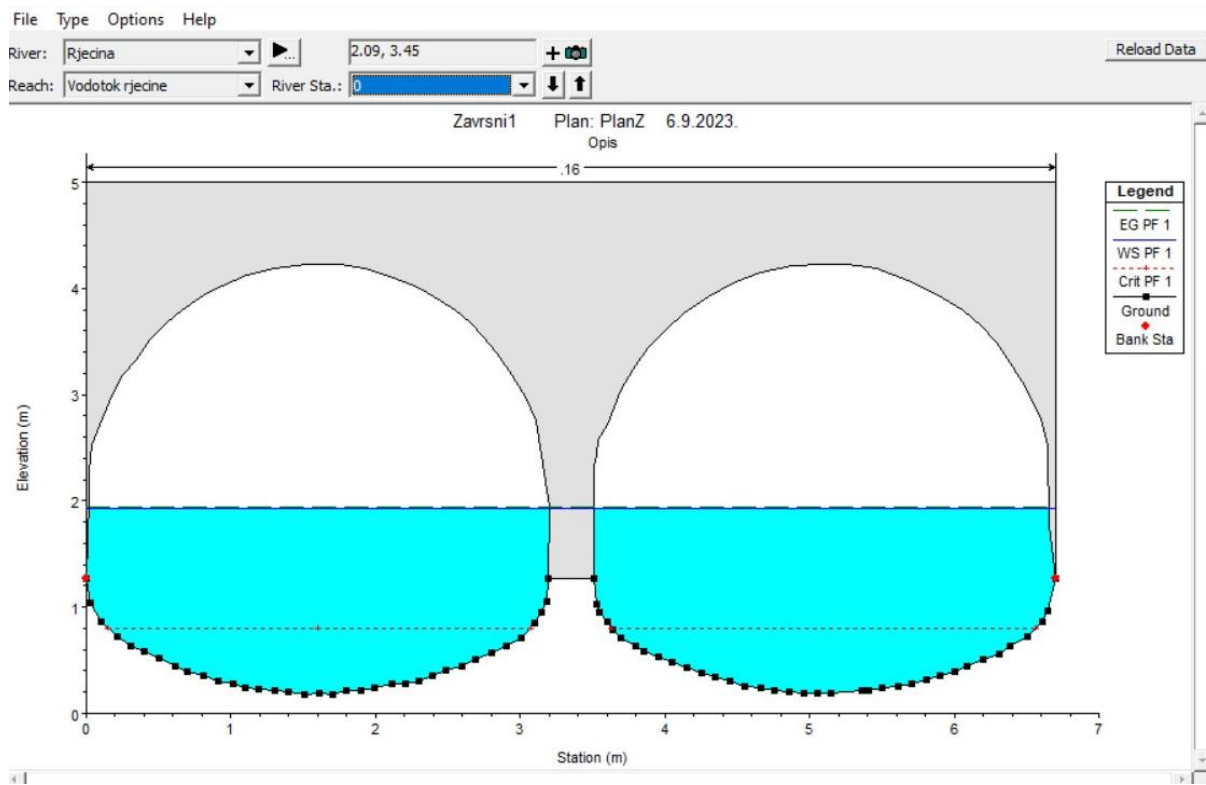 File Type Options Help
River: Rjecina 2.09, 3.45 Reload Data
Reach: Vodotok rjecine River Sta.: 0
Zavrsni1 Plan: PlanZ 6.9.2023.
Opis
.16
Legend
EG PF 1
WS PF 1
Crit PF 1
Ground
Bank Sta
Elevation (m)
5
4
3
2
1
0
0 1 2 3 4 5 6 7
Station (m)